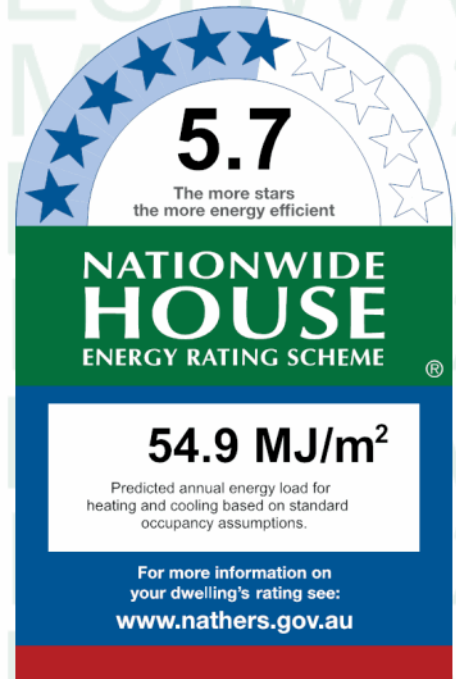 5.7
The more stars
the more energy efficient
NATIONWIDE
HOUSE
ENERGY RATING SCHEME
®
54.9 MJ/m²
Predicted annual energy load for
heating and cooling based on standard
occupancy assumptions.
For more information on
your dwelling's rating see:
www.nathers.gov.au